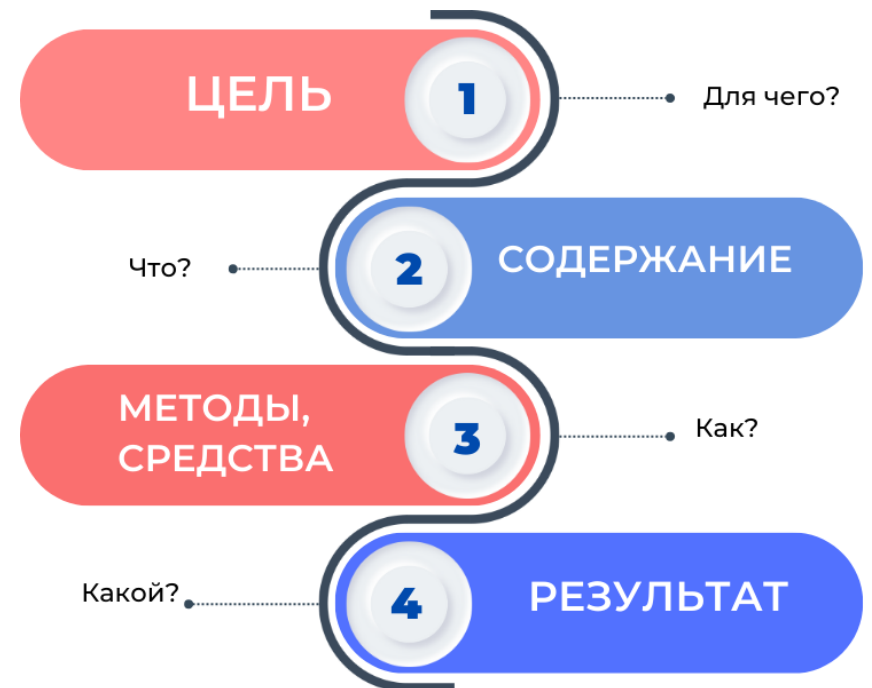 ЦЕЛЬ
1
Для чего?
Что?
2
СОДЕРЖАНИЕ
МЕТОДЫ,
СРЕДСТВА
3
Как?
Какой?
4
РЕЗУЛЬТАТ